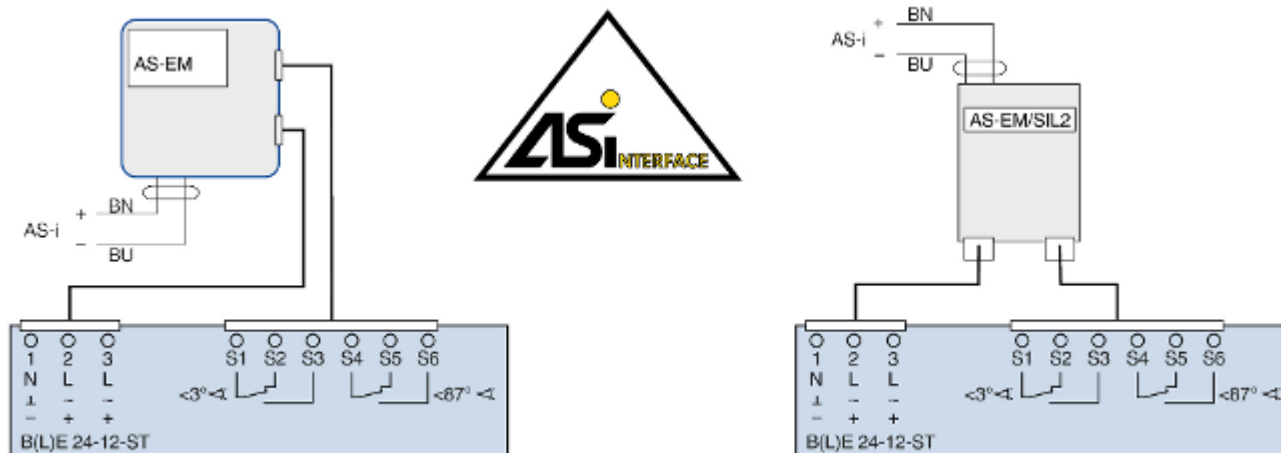 AS-EM
AS-i + BN
− BU
1 2 3 S1 S2 S3 S4 S5 S6
N L L <3° ∢ <87° ∢
⊥ ~ ~
− + +
B(L)E 24-12-ST
ASi NTERFACE
AS-i + BN
− BU
AS-EM/SIL2
1 2 3 S1 S2 S3 S4 S5 S6
N L L <3° ∢ <87° ∢
⊥ ~ ~
− + +
B(L)E 24-12-ST